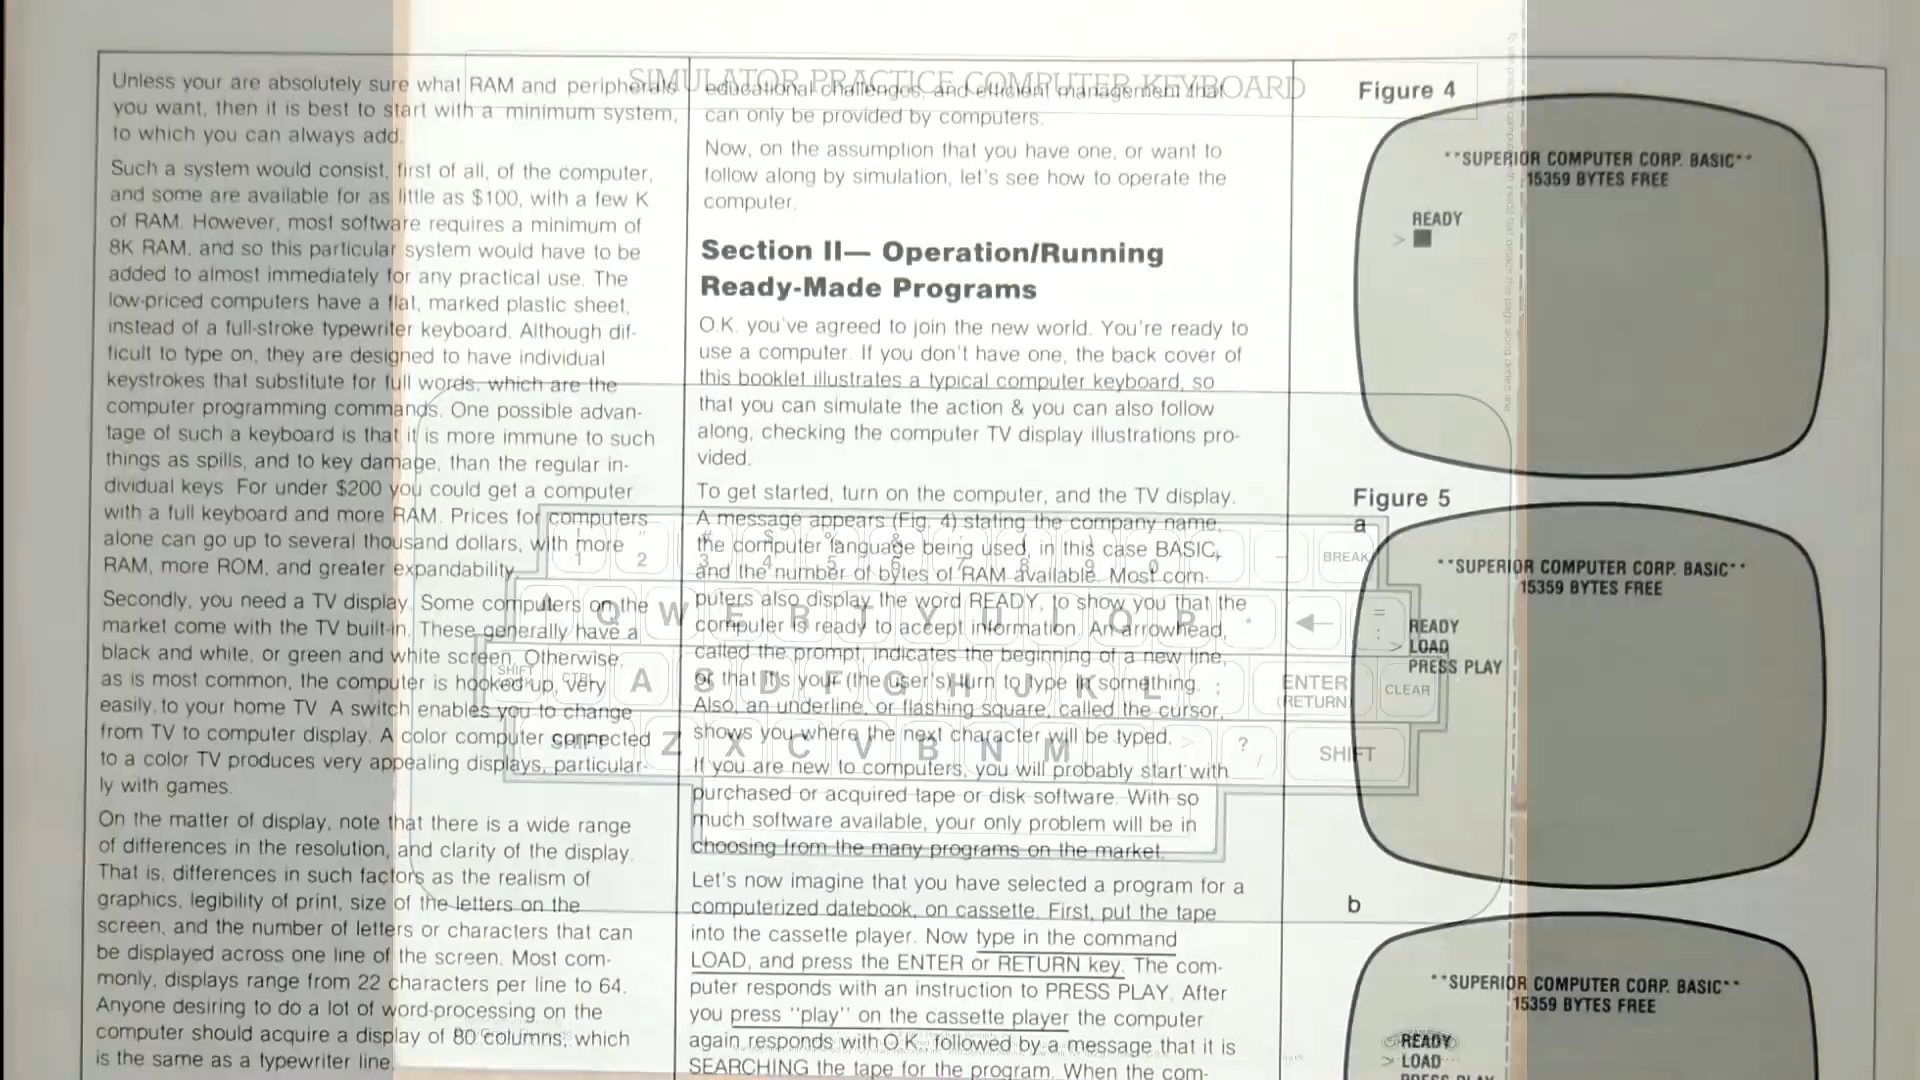 SIMULATOR PRACTICE COMPUTER KEYBOARD
Unless your are absolutely sure what RAM and peripherals
you want, then it is best to start with a minimum system,
to which you can always add.
Such a system would consist, first of all, of the computer,
and some are available for as little as $100, with a few K
of RAM. However, most software requires a minimum of
8K RAM, and so this particular system would have to be
added to almost immediately for any practical use. The
low-priced computers have a flat, marked plastic sheet,
instead of a full-stroke typewriter keyboard. Although dif-
ficult to type on, they are designed to have individual
keystrokes that substitute for full words, which are the
computer programming commands. One possible advan-
tage of such a keyboard is that it is more immune to such
things as spills, and to key damage, than the regular in-
dividual keys. For under $200 you could get a computer
with a full keyboard and more RAM. Prices for computers
alone can go up to several thousand dollars, with more
RAM, more ROM, and greater expandability.
Secondly, you need a TV display. Some computers on the
market come with the TV built-in. These generally have a
black and white, or green and white screen. Otherwise,
as is most common, the computer is hooked up, very
easily, to your home TV. A switch enables you to change
from TV to computer display. A color computer connected
to a color TV produces very appealing displays, particular-
ly with games.
On the matter of display, note that there is a wide range
of differences in the resolution, and clarity of the display.
That is, differences in such factors as the realism of
graphics, legibility of print, size of the letters on the
screen, and the number of letters or characters that can
be displayed across one line of the screen. Most com-
monly, displays range from 22 characters per line to 64.
Anyone desiring to do a lot of word-processing on the
computer should acquire a display of 80 columns, which
is the same as a typewriter line.
educational challenges, and efficient management that
can only be provided by computers.
Now, on the assumption that you have one, or want to
follow along by simulation, let's see how to operate the
computer.
Section II— Operation/Running
Ready-Made Programs
O.K. you've agreed to join the new world. You're ready to
use a computer. If you don't have one, the back cover of
this booklet illustrates a typical computer keyboard, so
that you can simulate the action & you can also follow
along, checking the computer TV display illustrations pro-
vided.
To get started, turn on the computer, and the TV display.
A message appears (Fig. 4) stating the company name,
the computer language being used, in this case BASIC,
and the number of bytes of RAM available. Most com-
puters also display the word READY, to show you that the
computer is ready to accept information. An arrowhead,
called the prompt, indicates the beginning of a new line,
or that it's your (the user's) turn to type in something.
Also, an underline, or flashing square, called the cursor,
shows you where the next character will be typed.
If you are new to computers, you will probably start with
purchased or acquired tape or disk software. With so
much software available, your only problem will be in
choosing from the many programs on the market.
Let's now imagine that you have selected a program for a
computerized datebook, on cassette. First, put the tape
into the cassette player. Now type in the command
LOAD, and press the ENTER or RETURN key. The com-
puter responds with an instruction to PRESS PLAY. After
you press "play" on the cassette player the computer
again responds with O.K., followed by a message that it is
SEARCHING the tape for the program. When the com-
Figure 4
**SUPERIOR COMPUTER CORP. BASIC**
15359 BYTES FREE
READY
>
Figure 5
a
**SUPERIOR COMPUTER CORP. BASIC**
15359 BYTES FREE
READY
> LOAD
PRESS PLAY
b
**SUPERIOR COMPUTER CORP. BASIC**
15359 BYTES FREE
READY
> LOAD
PRESS PLAY
1 2 3 4 5 7 8 9 0 - BREAK
Q W E R T Y U I O P ← = :
SHIFT CTRL A S D F G H J K L ; ENTER (RETURN) CLEAR
SHIFT Z X C V B N M > ? / SHIFT